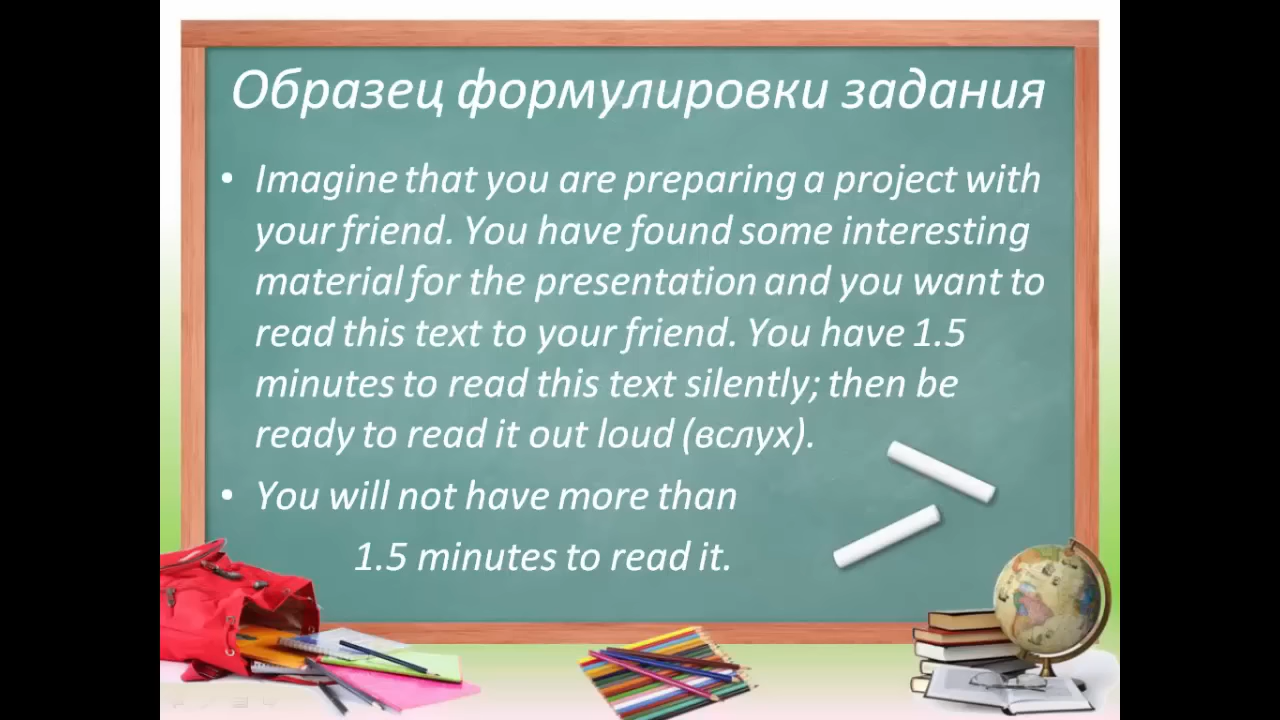 Образец формулировки задания
• Imagine that you are preparing a project with
your friend. You have found some interesting
material for the presentation and you want to
read this text to your friend. You have 1.5
minutes to read this text silently; then be
ready to read it out loud (вслух).
• You will not have more than
1.5 minutes to read it.